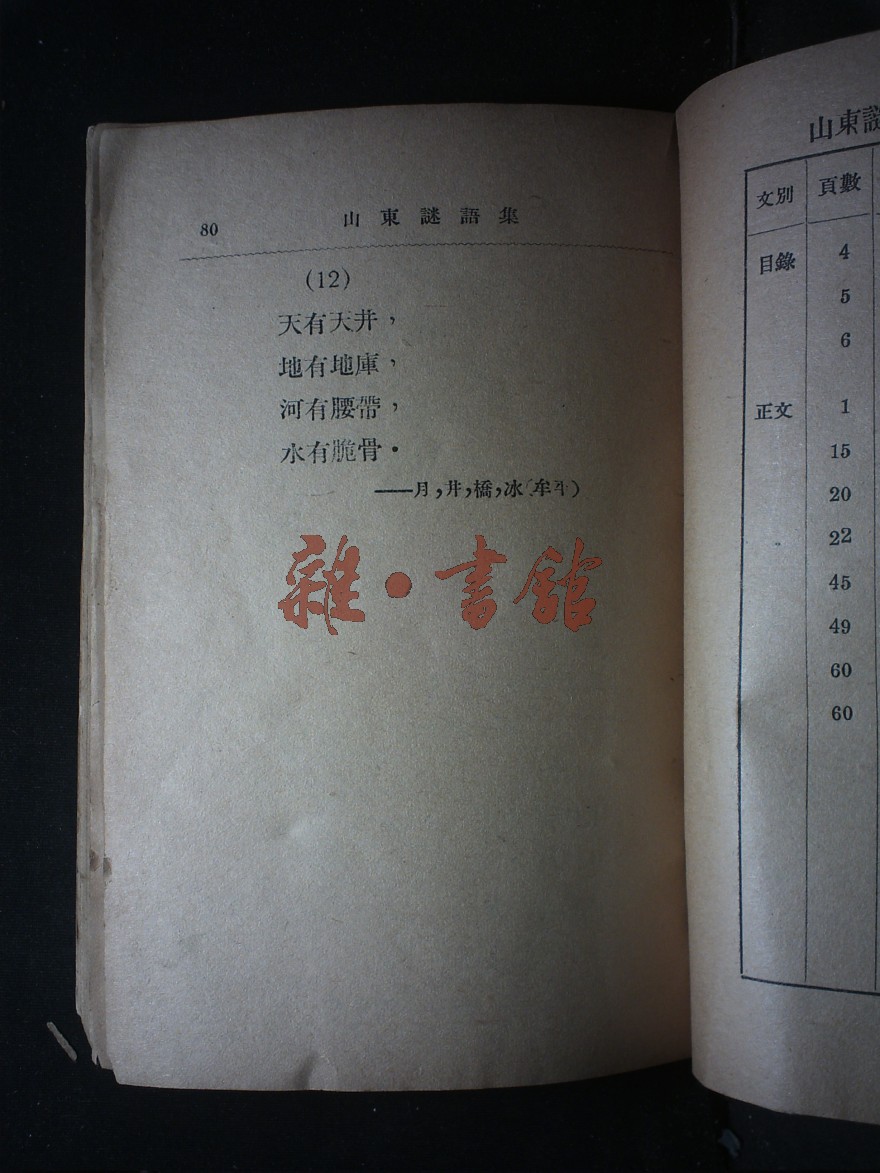 80 山東謎語集
(12)
天有天井，
地有地庫，
河有腰帶，
水有脆骨．
——月，井，橋，冰(牟平)
雜·書館
山東謎
文別 頁數
目錄 4
5
6
正文 1
15
20
22
45
49
60
60